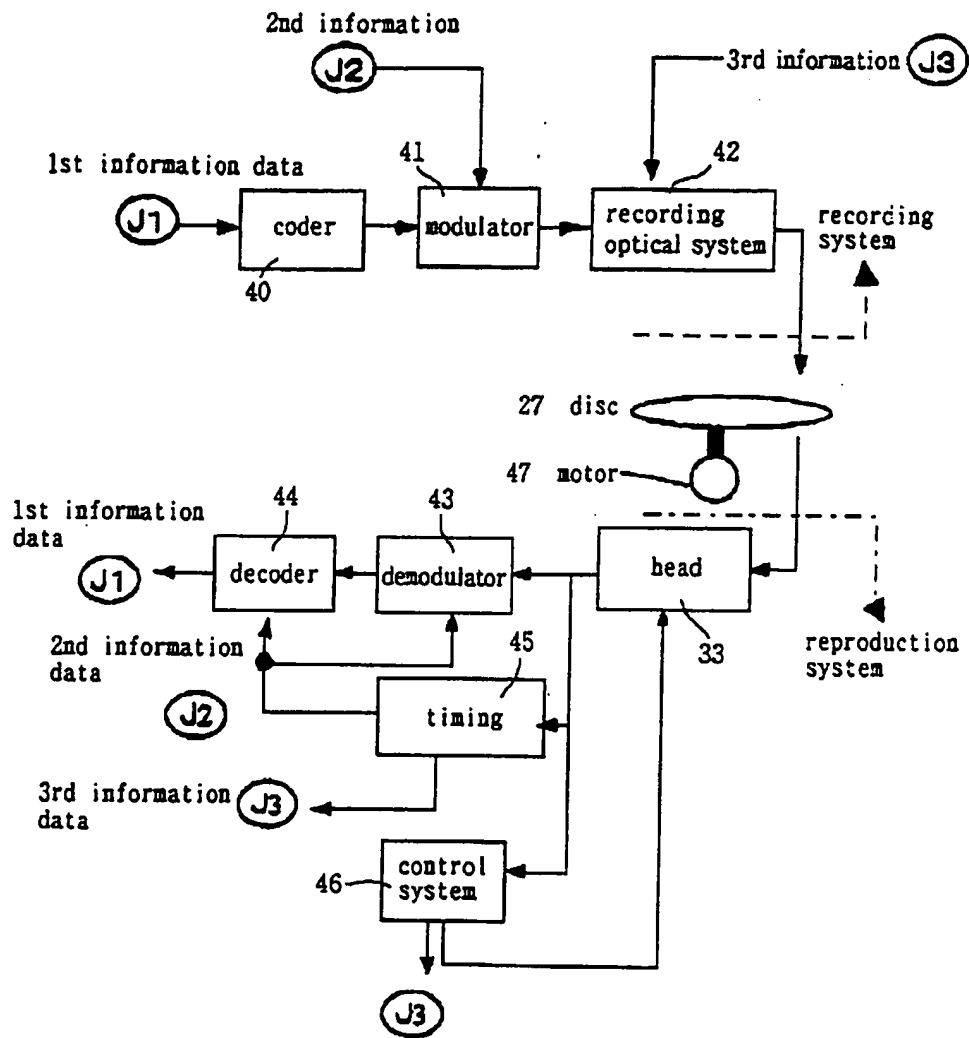 2nd information
J2
3rd information J3
1st information data
41
42
J1
coder
modulator
recording
optical system
recording
system
40
27 disc
47 motor
44
43
1st information
data
J1
decoder
demodulator
head
2nd information
data
45
33
reproduction
system
J2
timing
3rd information
data
J3
46
control
system
J3